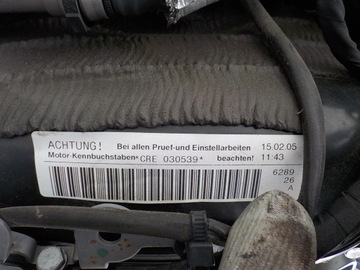 ACHTUNG! Bei allen Pruef-und Einstellarbeiten 15.02.05
Motor-Kennbuchstaben*CRE 030539* beachten! 11:43
6289
26
A